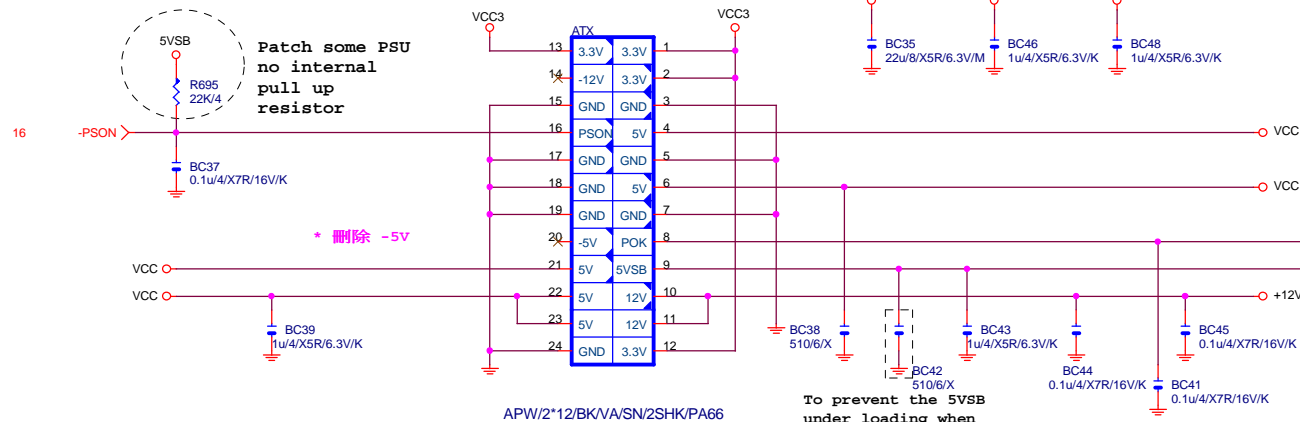 5VSB
R695
22K/4
Patch some PSU
no internal
pull up
resistor
16
-PSON
BC37
0.1u/4/X7R/16V/K
* 刪除 -5V
VCC
VCC
BC39
1u/4/X5R/6.3V/K
VCC3
VCC3
ATX
13 3.3V 3.3V 1
14 -12V 3.3V 2
15 GND GND 3
16 PSON 5V 4
17 GND GND 5
18 GND 5V 6
19 GND GND 7
20 -5V POK 8
21 5V 5VSB 9
22 5V 12V 10
23 5V 12V 11
24 GND 3.3V 12
APW/2*12/BK/VA/SN/2SHK/PA66
BC35
22u/8/X5R/6.3V/M
BC46
1u/4/X5R/6.3V/K
BC48
1u/4/X5R/6.3V/K
VCC
VCC
+12V
BC38
510/6/X
BC42
510/6/X
BC43
1u/4/X5R/6.3V/K
BC44
0.1u/4/X7R/16V/K
BC45
0.1u/4/X7R/16V/K
BC41
0.1u/4/X7R/16V/K
To prevent the 5VSB
under loading when